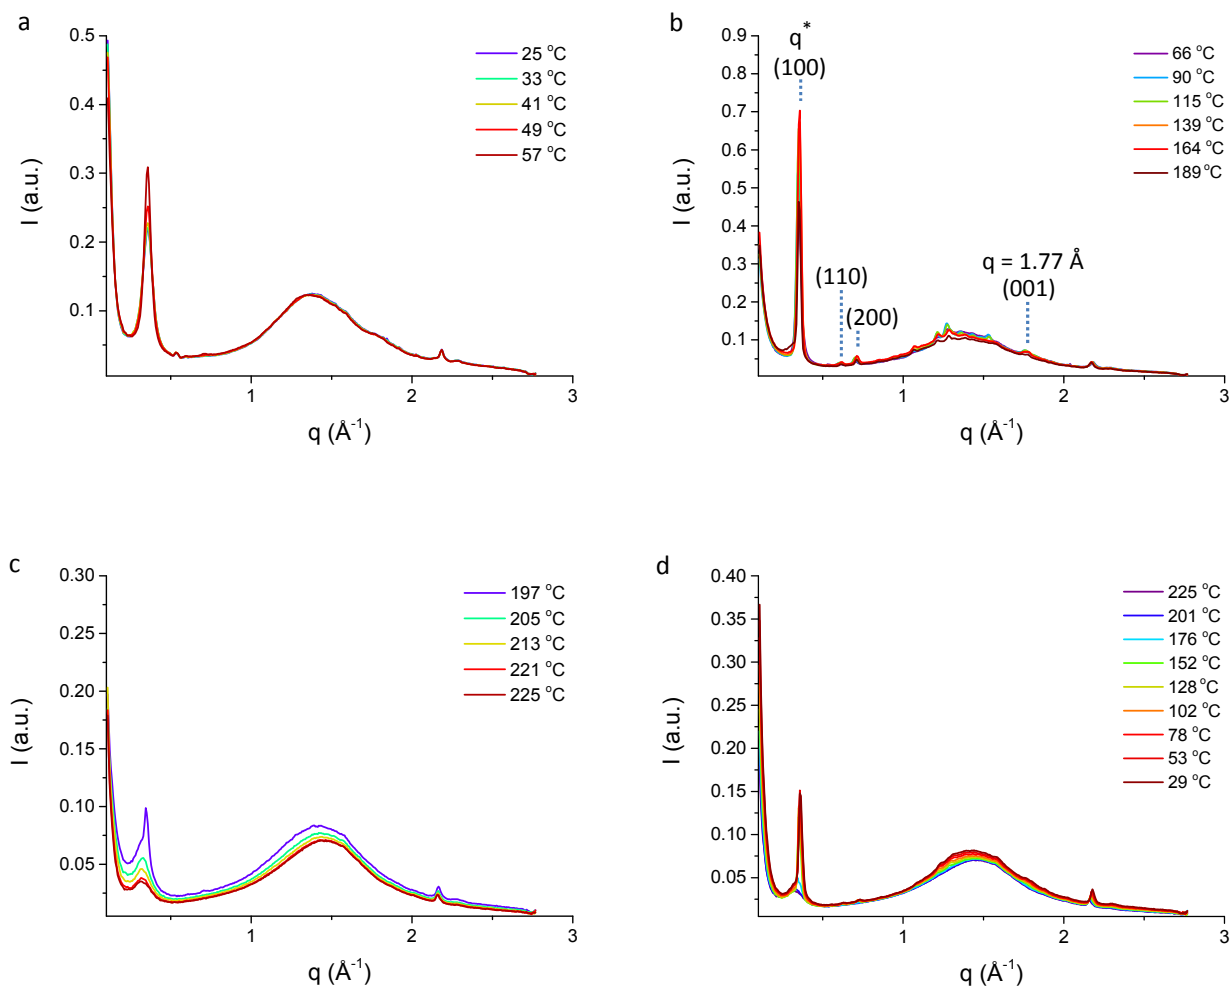 a
0.5
0.4
0.3
0.2
0.1
I (a.u.)
1
2
3
q (Å⁻¹)
25 °C
33 °C
41 °C
49 °C
57 °C
b
0.9
0.8
0.7
0.6
0.5
0.4
0.3
0.2
0.1
I (a.u.)
1
2
3
q (Å⁻¹)
q*
(100)
(110)
(200)
q = 1.77 Å
(001)
66 °C
90 °C
115 °C
139 °C
164 °C
189 °C
c
0.30
0.25
0.20
0.15
0.10
0.05
I (a.u.)
1
2
3
q (Å⁻¹)
197 °C
205 °C
213 °C
221 °C
225 °C
d
0.40
0.35
0.30
0.25
0.20
0.15
0.10
0.05
I (a.u.)
1
2
3
q (Å⁻¹)
225 °C
201 °C
176 °C
152 °C
128 °C
102 °C
78 °C
53 °C
29 °C